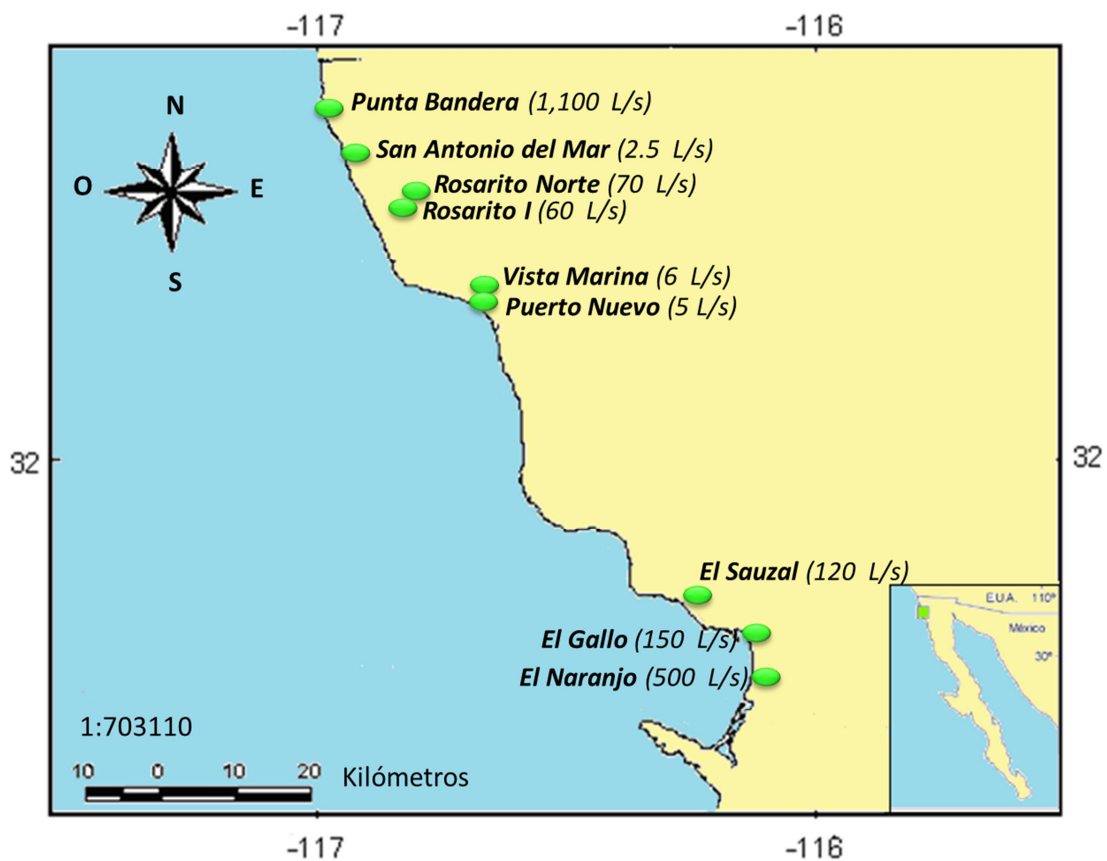 -117 -116
N
O E
S
Punta Bandera (1,100 L/s)
San Antonio del Mar (2.5 L/s)
Rosarito Norte (70 L/s)
Rosarito I (60 L/s)
Vista Marina (6 L/s)
Puerto Nuevo (5 L/s)
32 32
El Sauzal (120 L/s)
El Gallo (150 L/s)
El Naranjo (500 L/s)
E.U.A. 110°
México
30°
1:703110
10 0 10 20 Kilómetros
-117 -116